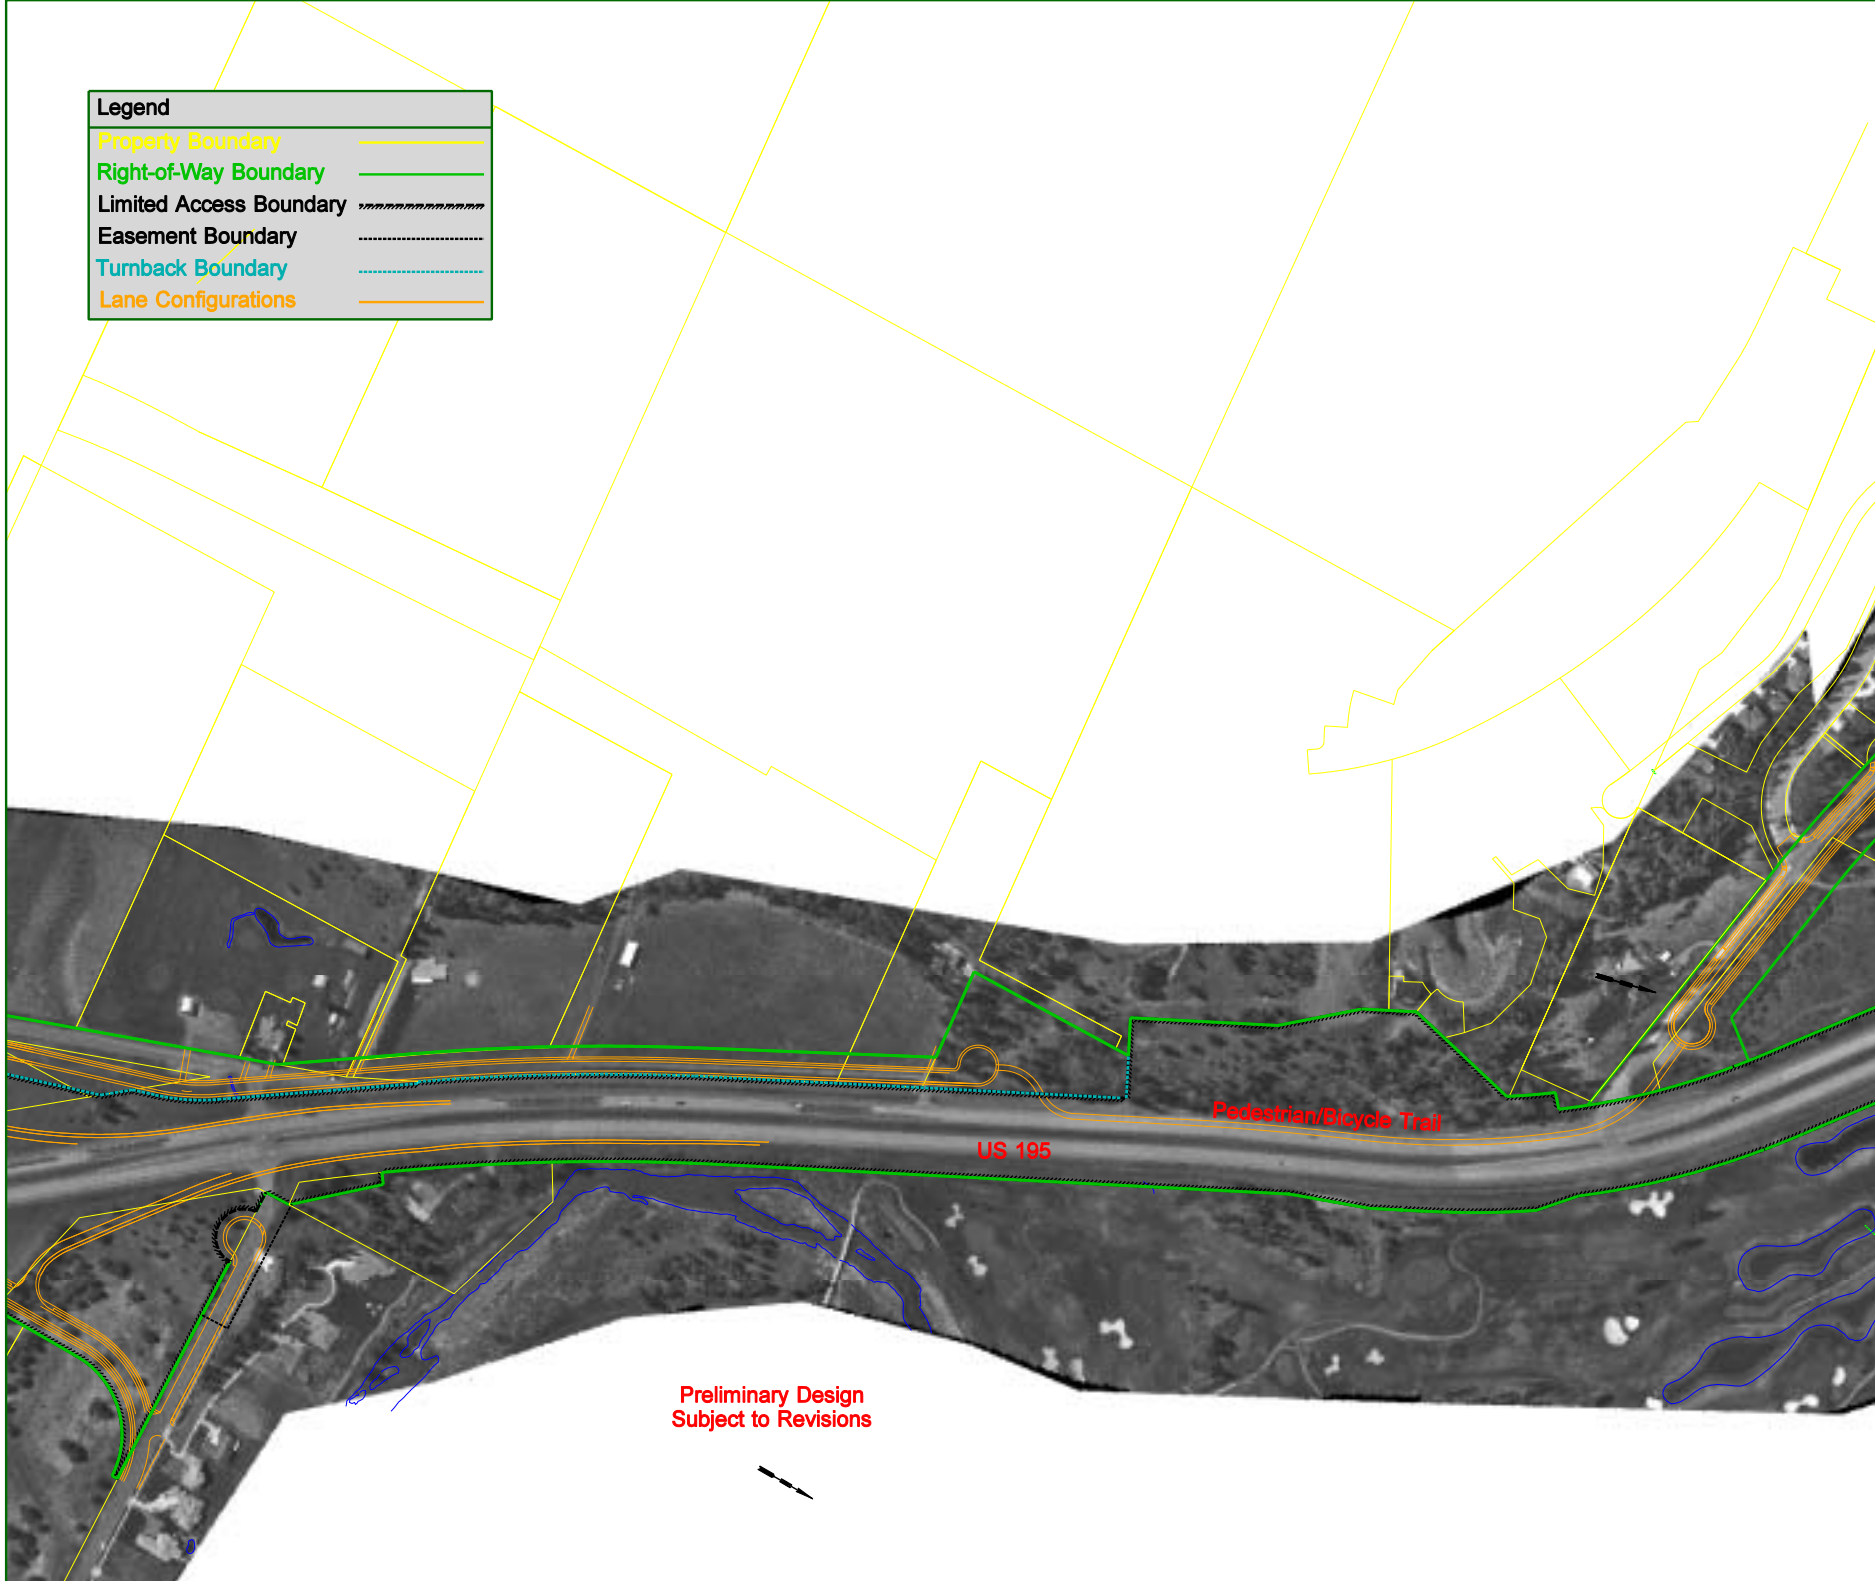 Legend
Property Boundary
Right-of-Way Boundary
Limited Access Boundary
Easement Boundary
Turnback Boundary
Lane Configurations
Pedestrian/Bicycle Trail
US 195
Preliminary Design
Subject to Revisions